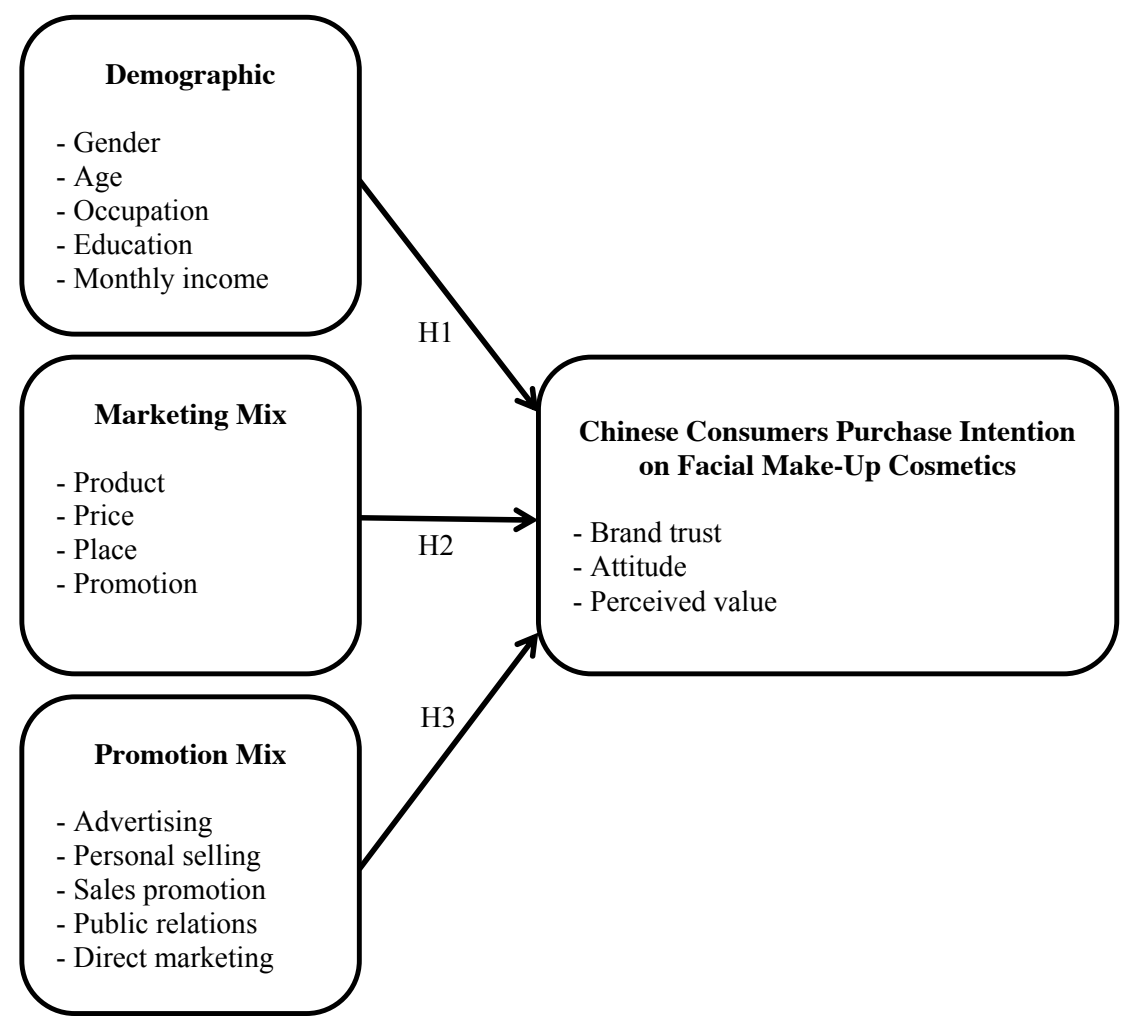 Demographic
- Gender
- Age
- Occupation
- Education
- Monthly income
H1
Marketing Mix
- Product
- Price
- Place
- Promotion
H2
Chinese Consumers Purchase Intention
on Facial Make-Up Cosmetics
- Brand trust
- Attitude
- Perceived value
Promotion Mix
- Advertising
- Personal selling
- Sales promotion
- Public relations
- Direct marketing
H3